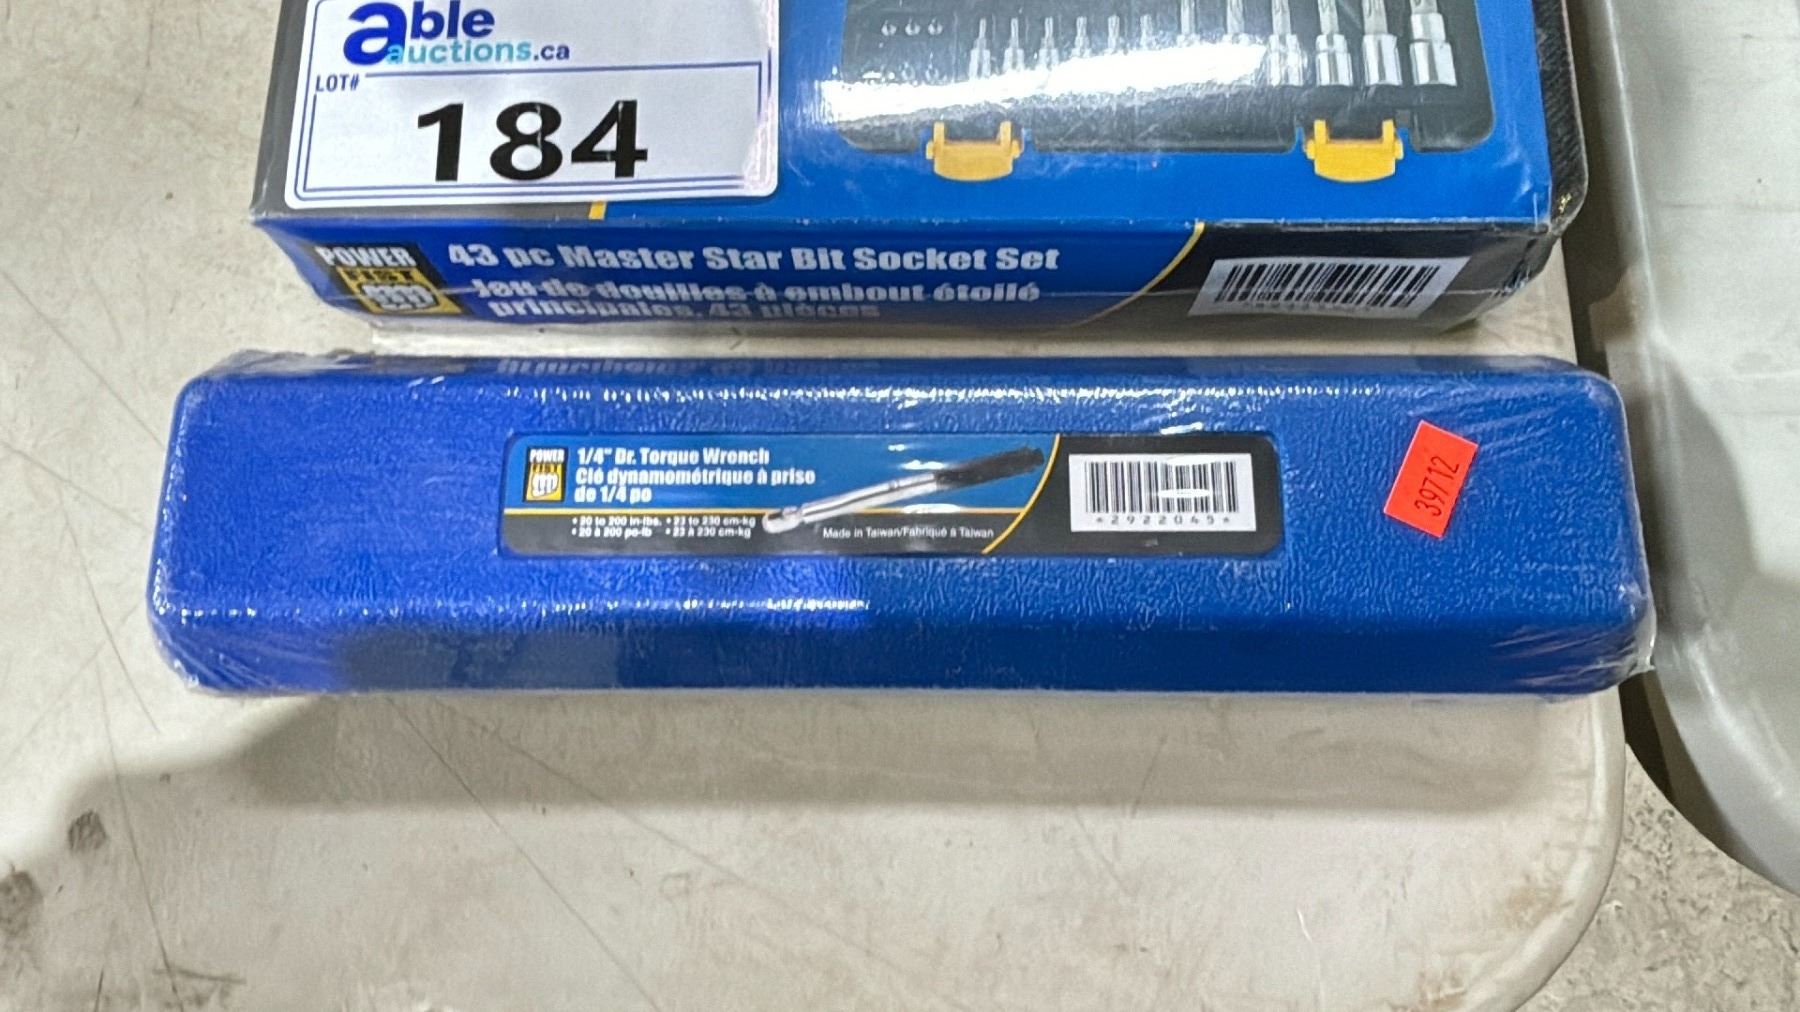 able
auctions.ca
LOT#
184
POWER
FIST
43 pc Master Star Bit Socket Set
Jeu de douilles à embout étoilé
principales, 43 pièces
POWER
FIST
1/4" Dr. Torque Wrench
Clé dynamométrique à prise
de 1/4 po
• 20 to 200 in-lbs. • 23 to 230 cm-kg
• 20 à 200 po-lb • 23 à 230 cm-kg
Made in Taiwan/Fabriqué à Taiwan
*2922045*
39712